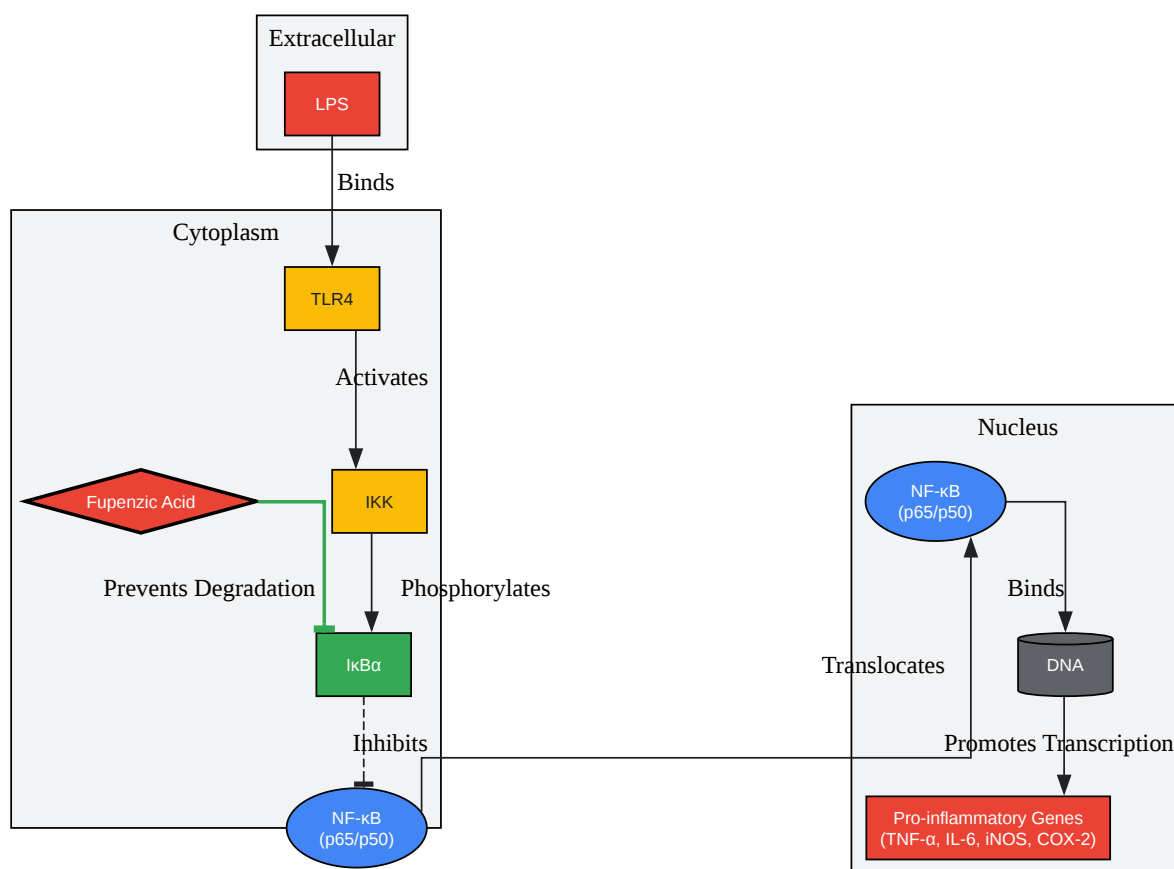 Extracellular
LPS
Binds
Cytoplasm
TLR4
Activates
Fupenzic Acid
IKK
Prevents Degradation
Phosphorylates
IκBα
Inhibits
NF-κB
(p65/p50)
Translocates
Nucleus
NF-κB
(p65/p50)
Binds
DNA
Promotes Transcription
Pro-inflammatory Genes
(TNF-α, IL-6, iNOS, COX-2)